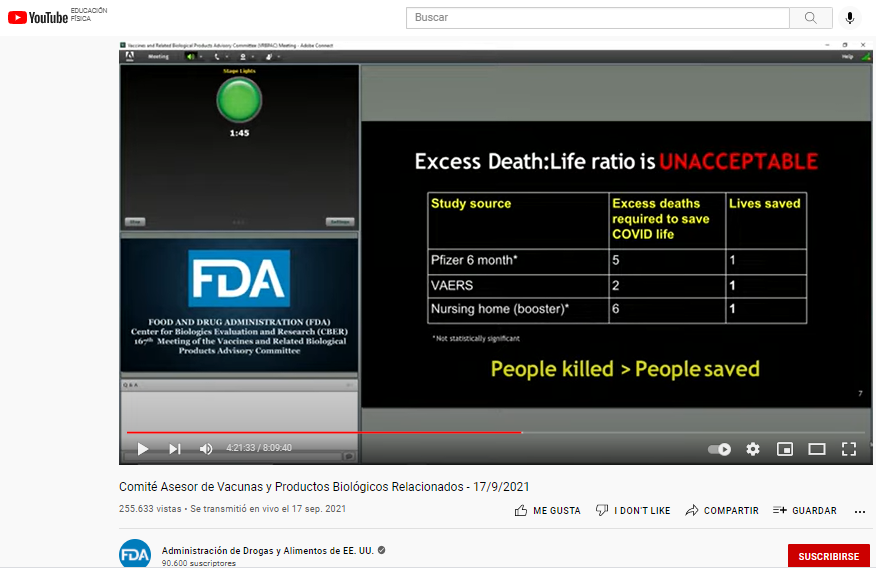 YouTube
EDUCACIÓN
FÍSICA
Buscar
Vaccines and Related Biological Products Advisory Committee (VRBPAC) Meeting - Adobe Connect
Meeting
Help
Stage Lights
1:45
FDA
FOOD AND DRUG ADMINISTRATION (FDA)
Center for Biologics Evaluation and Research (CBER)
167th Meeting of the Vaccines and Related Biological
Products Advisory Committee
Q & A
Excess Death:Life ratio is UNACCEPTABLE
Study source
Excess deaths
required to save
COVID life
Lives saved
Pfizer 6 month* 5 1
VAERS 2 1
Nursing home (booster)* 6 1
*Not statistically significant
People killed > People saved
7
4:21:33 / 8:09:40
Comité Asesor de Vacunas y Productos Biológicos Relacionados - 17/9/2021
255.633 vistas • Se transmitió en vivo el 17 sep. 2021
ME GUSTA
I DON'T LIKE
COMPARTIR
GUARDAR
FDA
Administración de Drogas y Alimentos de EE. UU.
90.600 suscriptores
SUSCRIBIRSE